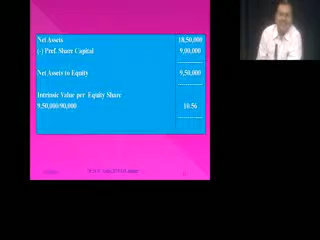 Net Assets 18,50,000
(-) Pref. Share Capital 9,00,000
Net Assets to Equity 9,50,000
Intrinsic Value per Equity Share
9,50,000/90,000 10.56